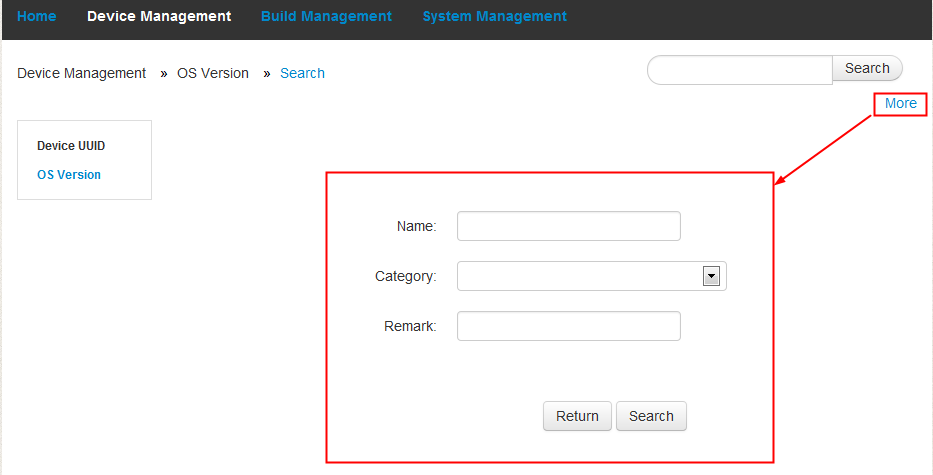 Home Device Management Build Management System Management
Device Management » OS Version » Search
Search
More
Device UUID
OS Version
Name:
Category:
Remark:
Return Search